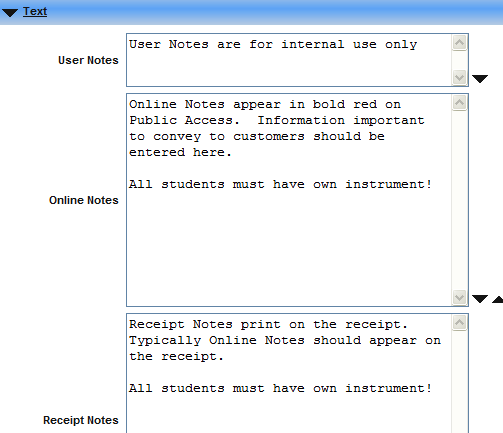 Text
User Notes
User Notes are for internal use only
Online Notes
Online Notes appear in bold red on
Public Access.  Information important
to convey to customers should be
entered here.
All students must have own instrument!
Receipt Notes
Receipt Notes print on the receipt.
Typically Online Notes should appear on
the receipt.
All students must have own instrument!